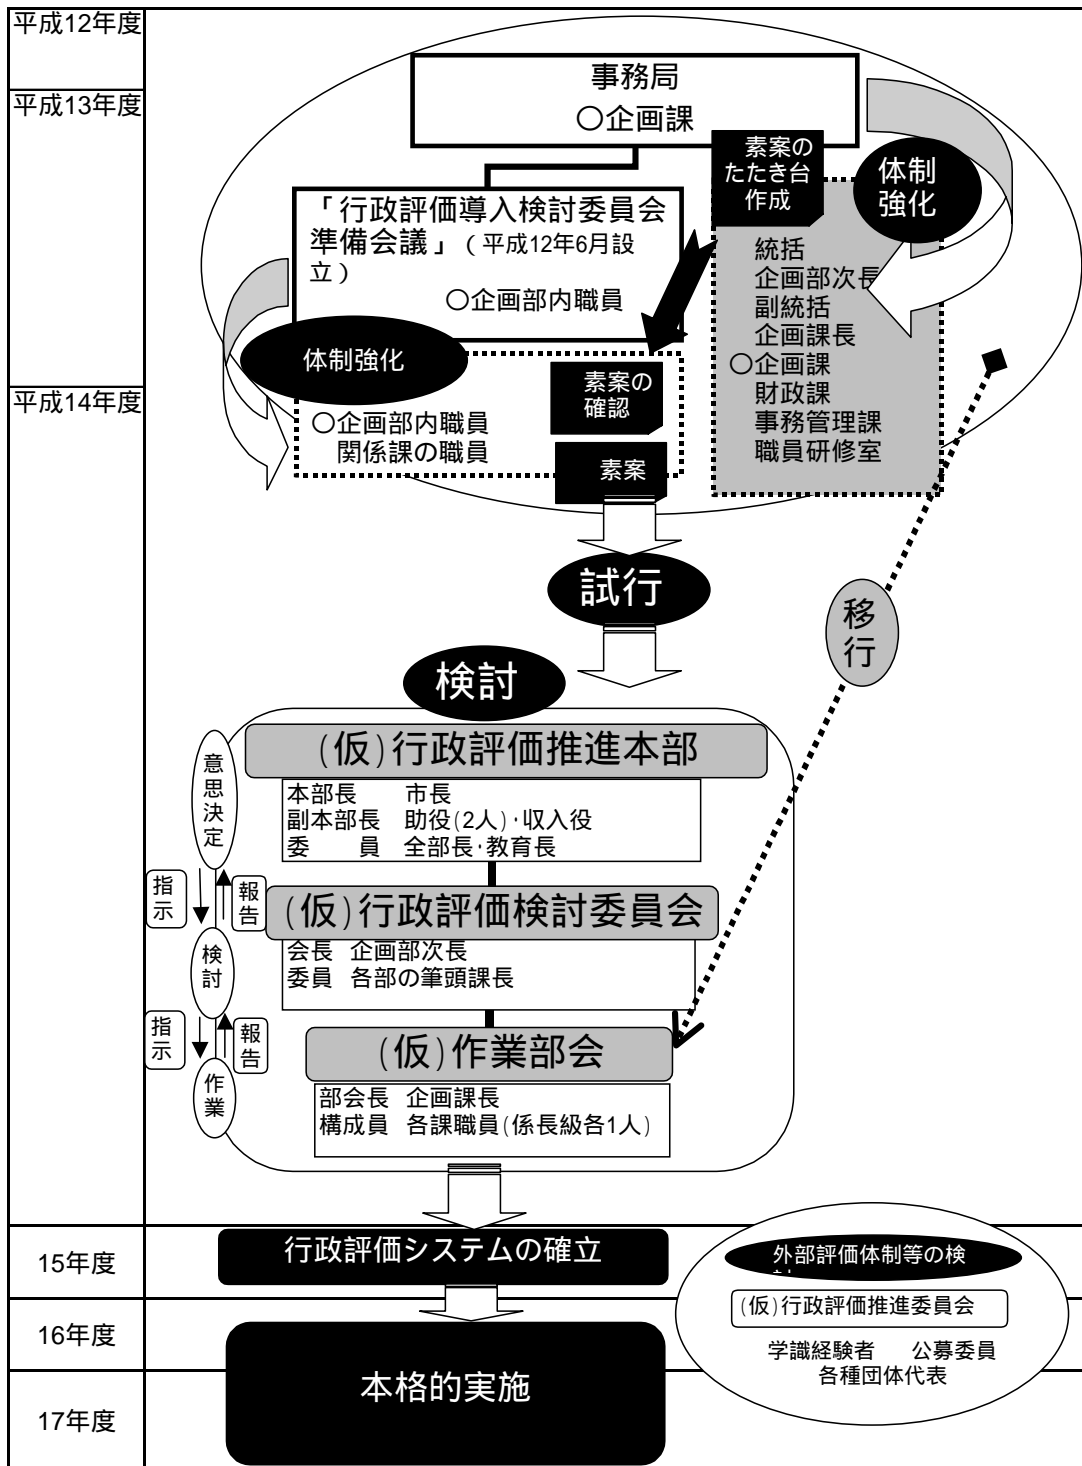 平成12年度
平成13年度
平成14年度
15年度
16年度
17年度
事務局
〇企画課
素案の
たたき台
作成
体制
強化
「行政評価導入検討委員会
準備会議」（平成12年6月設
立）
〇企画部内職員
統括
企画部次長
副統括
企画課長
〇企画課
財政課
事務管理課
職員研修室
体制強化
〇企画部内職員
関係課の職員
素案の
確認
素案
試行
移行
検討
(仮)行政評価推進本部
本部長 市長
副本部長 助役(2人)・収入役
委 員 全部長・教育長
(仮)行政評価検討委員会
会長 企画部次長
委員 各部の筆頭課長
(仮)作業部会
部会長 企画課長
構成員 各課職員(係長級各1人)
意思決定
指示
報告
検討
指示
報告
作業
行政評価システムの確立
本格的実施
外部評価体制等の検
(仮)行政評価推進委員会
学識経験者 公募委員
各種団体代表